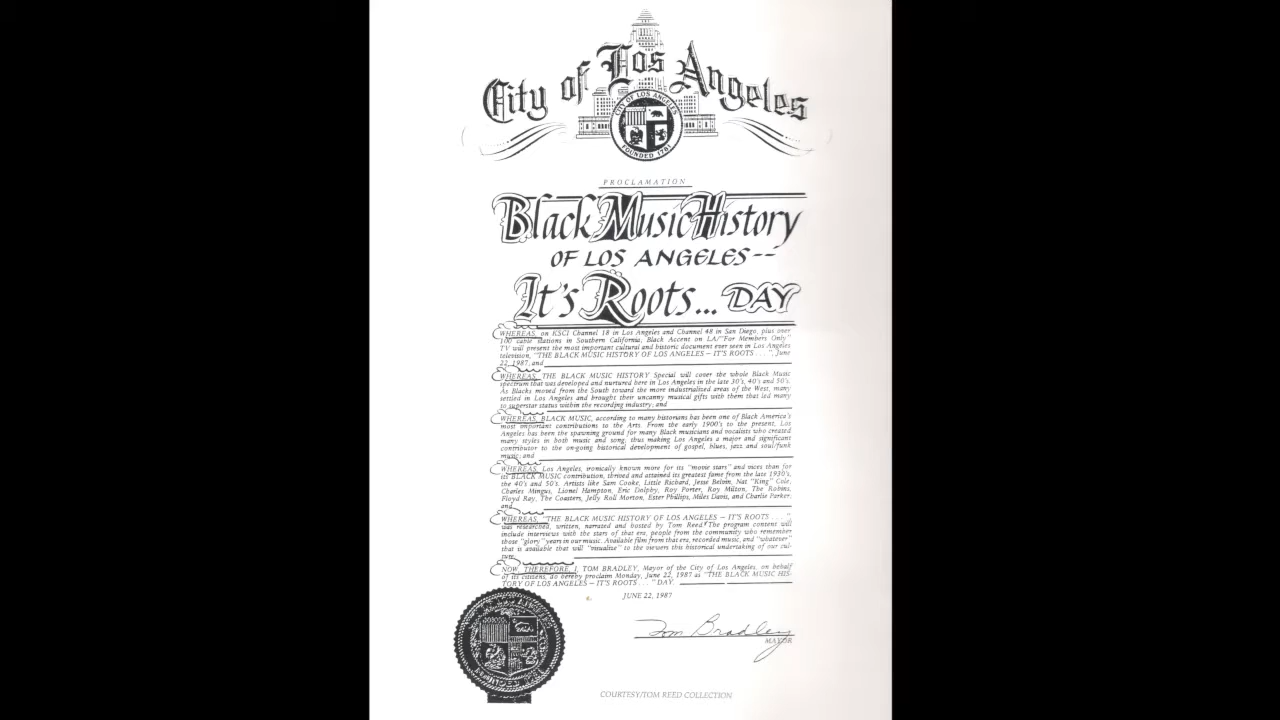 City of Los Angeles
CITY OF LOS ANGELES
FOUNDED 1781
PROCLAMATION
Black Music History
OF LOS ANGELES--
It's Roots... DAY
WHEREAS, on KSCI Channel 18 in Los Angeles and Channel 48 in San Diego, plus over
100 cable stations in Southern California, Black Accent on LA/"For Members Only"
TV will present the most important cultural and historic document ever seen in Los Angeles
television, "THE BLACK MUSIC HISTORY OF LOS ANGELES — IT'S ROOTS . . . ", June
22, 1987, and
WHEREAS, THE BLACK MUSIC HISTORY Special will cover the whole Black Music
spectrum that was developed and nurtured here in Los Angeles in the late 30's, 40's and 50's.
As Blacks moved from the South toward the more industrialized areas of the West, many
settled in Los Angeles and brought their uncanny musical gifts with them that led many
to superstar status within the recording industry; and
WHEREAS, BLACK MUSIC, according to many historians has been one of Black America's
most important contributions to the Arts. From the early 1900's to the present, Los
Angeles has been the spawning ground for many Black musicians and vocalists who created
many styles in both music and song, thus making Los Angeles a major and significant
contributor to the on-going historical development of gospel, blues, jazz and soul/funk
music; and
WHEREAS, Los Angeles, ironically known more for its "movie stars" and vices than for
its BLACK MUSIC contribution, thrived and attained its greatest fame from the late 1930's,
the 40's and 50's. Artists like Sam Cooke, Little Richard, Jesse Belvin, Nat "King" Cole,
Charles Mingus, Lionel Hampton, Eric Dolphy, Roy Porter, Roy Milton, The Robins,
Floyd Ray, The Coasters, Jelly Roll Morton, Ester Phillips, Miles Davis, and Charlie Parker;
and
WHEREAS, "THE BLACK MUSIC HISTORY OF LOS ANGELES — IT'S ROOTS . . . . "
was researched, written, narrated and hosted by Tom Reed. The program content will
include interviews with the stars of that era, people from the community who remember
those "glory" years in our music. Available film from that era, recorded music, and "whatever"
that is available that will "visualize" to the viewers this historical undertaking of our cul-
ture.
NOW, THEREFORE, I, TOM BRADLEY, Mayor of the City of Los Angeles, on behalf
of its citizens, do hereby proclaim Monday, June 22, 1987 as "THE BLACK MUSIC HIS-
TORY OF LOS ANGELES — IT'S ROOTS . . . " DAY.
JUNE 22, 1987
Tom Bradley
MAYOR
COURTESY/TOM REED COLLECTION